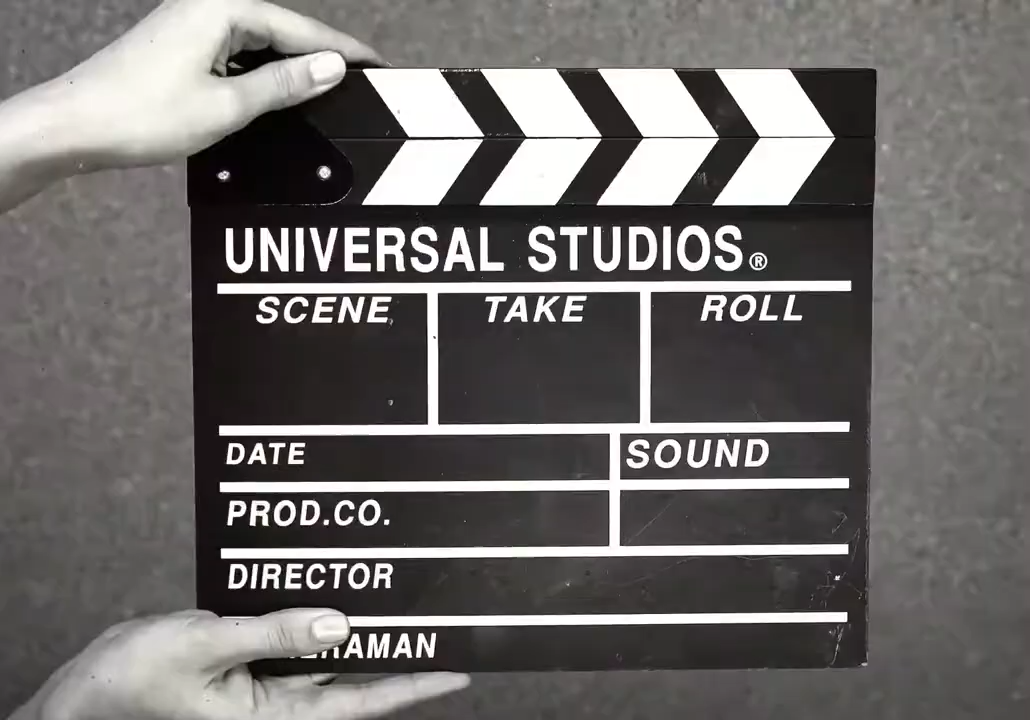 UNIVERSAL STUDIOS®
SCENE TAKE ROLL
DATE SOUND
PROD.CO.
DIRECTOR